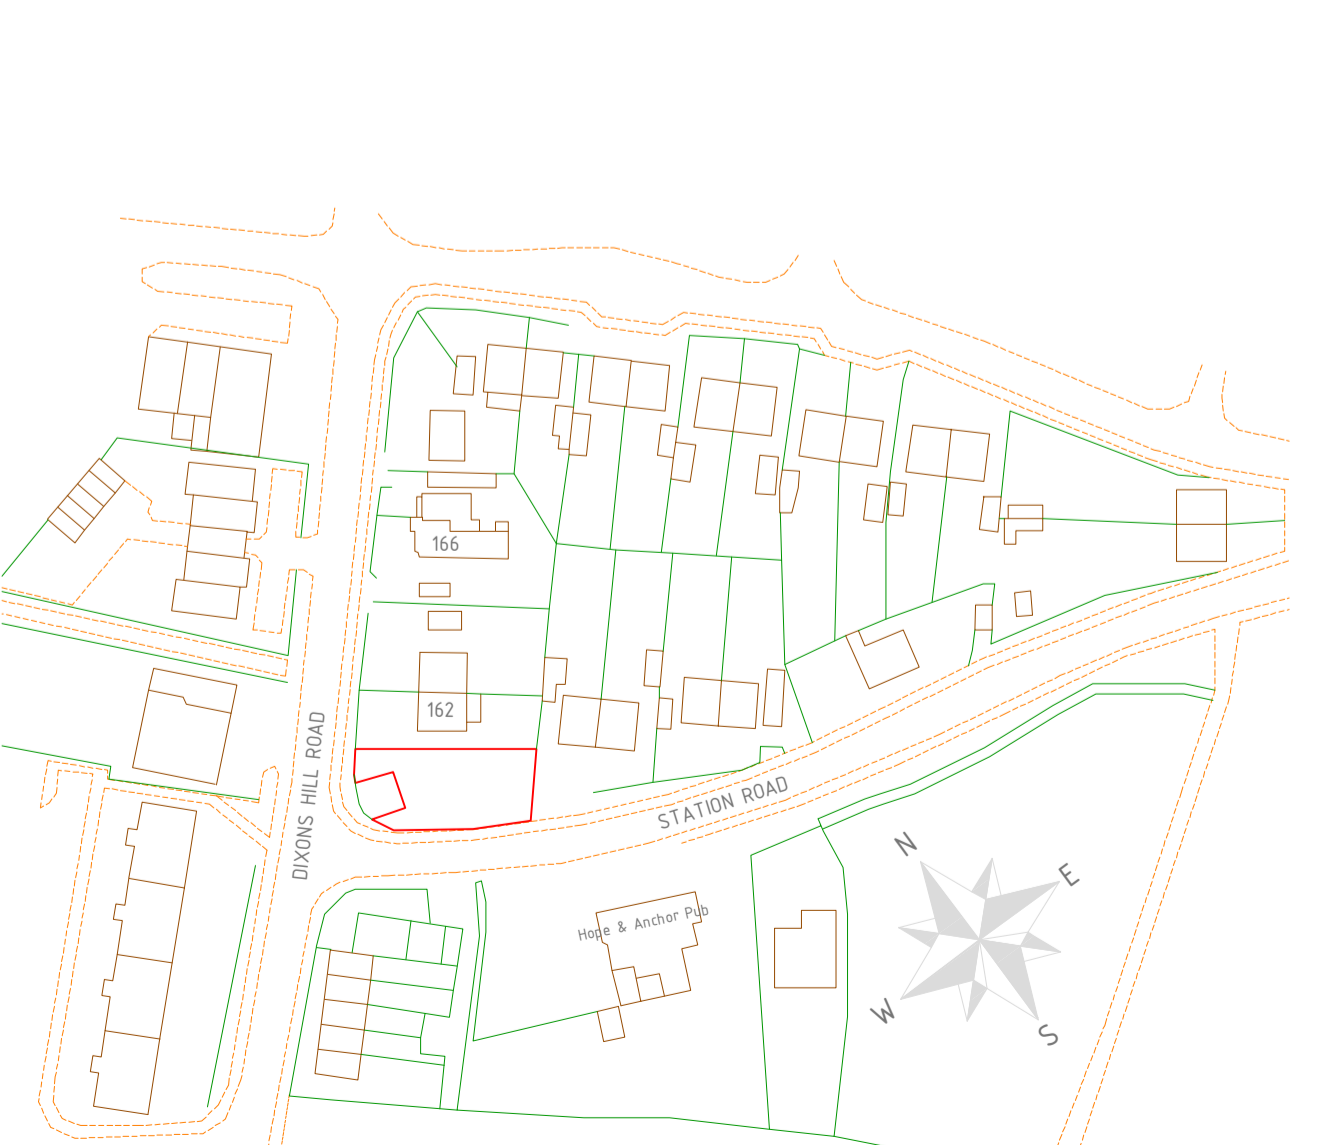 166
162
DIXONS HILL ROAD
STATION ROAD
Hope & Anchor Pub
N
E
W
S